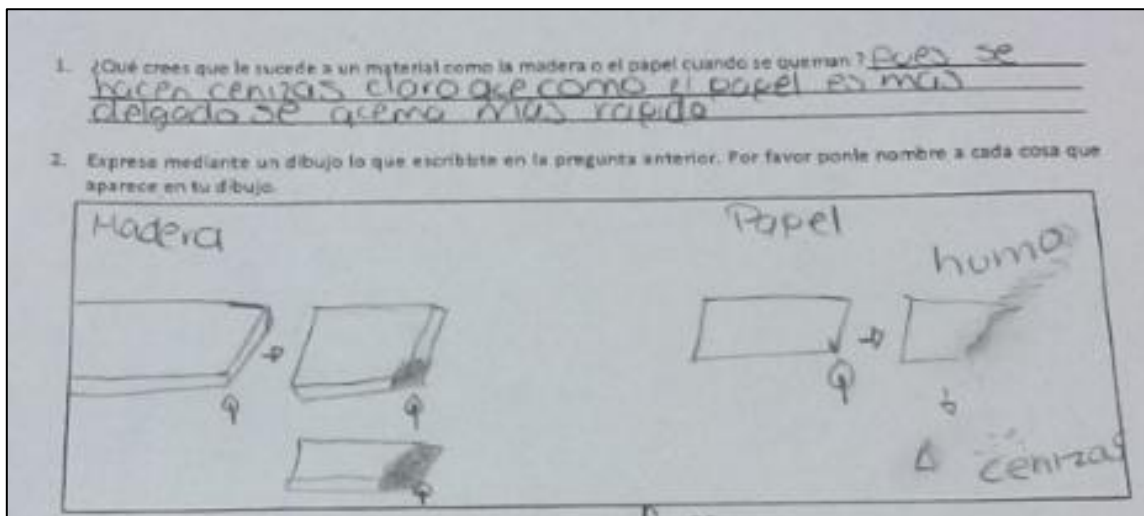 1. ¿Qué crees que le sucede a un material como la madera o el papel cuando se queman? pues se
hacen cenizas claro que como el papel es mas
delgado se qcema mas rapido
2. Expresa mediante un dibujo lo que escribiste en la pregunta anterior. Por favor ponle nombre a cada cosa que
aparece en tu dibujo.
Madera
Papel
humo
cenizas